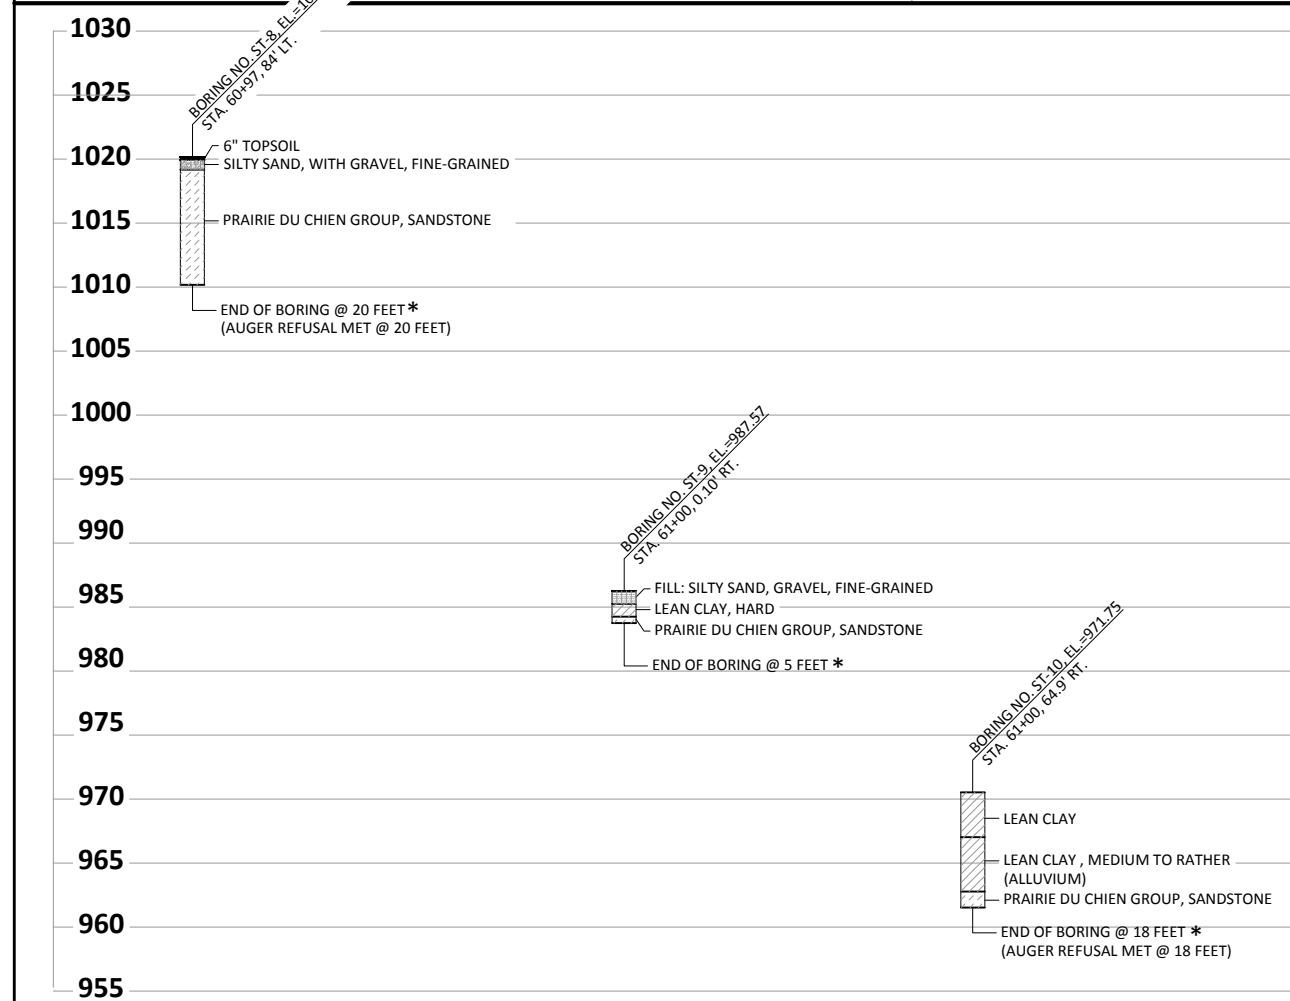 1030
BORING NO. ST-8, EL.=10
STA. 60+97, 84' LT.
1025
6" TOPSOIL
1020
SILTY SAND, WITH GRAVEL, FINE-GRAINED
1015
PRAIRIE DU CHIEN GROUP, SANDSTONE
1010
END OF BORING @ 20 FEET *
(AUGER REFUSAL MET @ 20 FEET)
1005
1000
995
BORING NO. ST-9, EL.=987.57
STA. 61+00, 0.10' RT.
990
985
FILL: SILTY SAND, GRAVEL, FINE-GRAINED
LEAN CLAY, HARD
PRAIRIE DU CHIEN GROUP, SANDSTONE
980
END OF BORING @ 5 FEET *
BORING NO. ST-10, EL.=971.75
STA. 61+00, 64.9' RT.
975
970
LEAN CLAY
965
LEAN CLAY , MEDIUM TO RATHER
(ALLUVIUM)
PRAIRIE DU CHIEN GROUP, SANDSTONE
960
END OF BORING @ 18 FEET *
(AUGER REFUSAL MET @ 18 FEET)
955